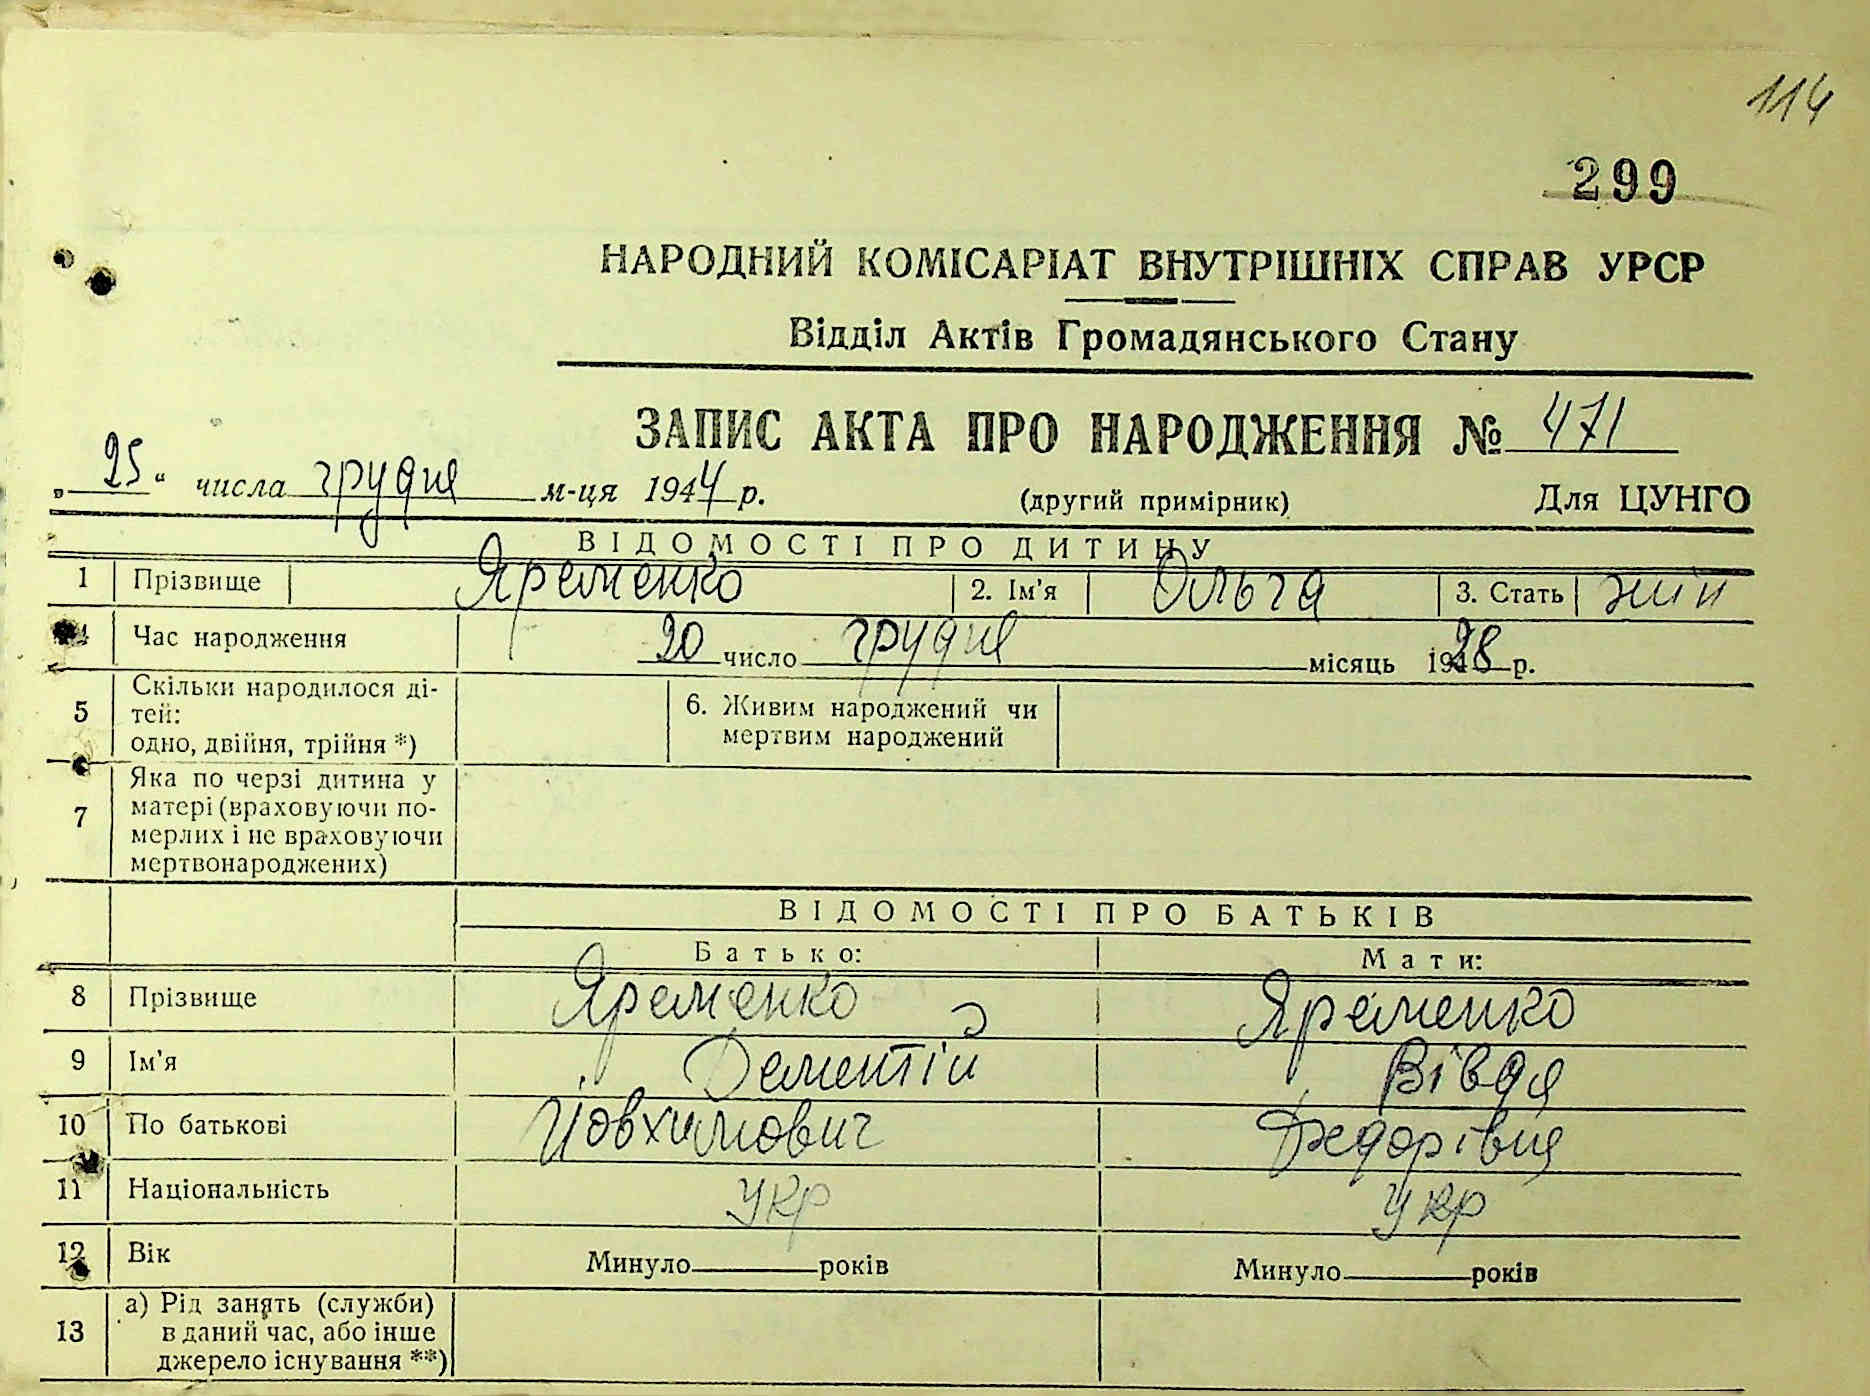 114
299
НАРОДНИЙ КОМІСАРІАТ ВНУТРІШНІХ СПРАВ УРСР
Відділ Актів Громадянського Стану
ЗАПИС АКТА ПРО НАРОДЖЕННЯ № 471
„25“ числа грудня м-ця 1944 р. (другий примірник) Для ЦУНГО
ВІДОМОСТІ ПРО ДИТИНУ
1 Прізвище Яременко 2. Ім'я Ольга 3. Стать жін
4 Час народження 20 число грудня місяць 1928 р.
5 Скільки народилося ді-
тей:
одно, двійня, трійня *)
6. Живим народжений чи
мертвим народжений
7 Яка по черзі дитина у
матері (враховуючи по-
мерлих і не враховуючи
мертвонароджених)
ВІДОМОСТІ ПРО БАТЬКІВ
Батько: Мати:
8 Прізвище Яременко Яременко
9 Ім'я Дементій Вівдя
10 По батькові Йовхимович Федорівна
11 Національність укр укр
12 Вік Минуло років Минуло років
13 а) Рід занять (служби)
в даний час, або інше
джерело існування **)